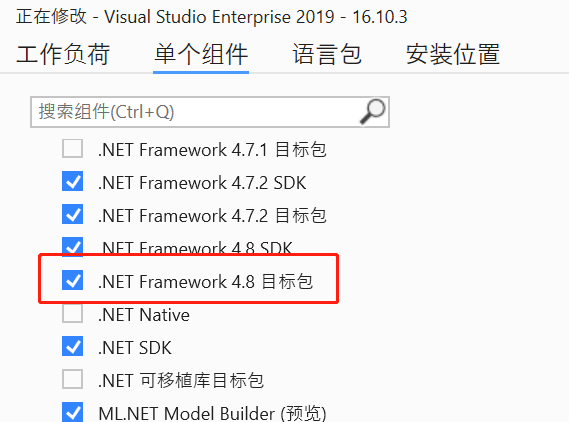 正在修改 - Visual Studio Enterprise 2019 - 16.10.3
工作负荷 单个组件 语言包 安装位置
搜索组件(Ctrl+Q)
.NET Framework 4.7.1 目标包
.NET Framework 4.7.2 SDK
.NET Framework 4.7.2 目标包
.NET Framework 4.8 SDK
.NET Framework 4.8 目标包
.NET Native
.NET SDK
.NET 可移植库目标包
ML.NET Model Builder (预览)